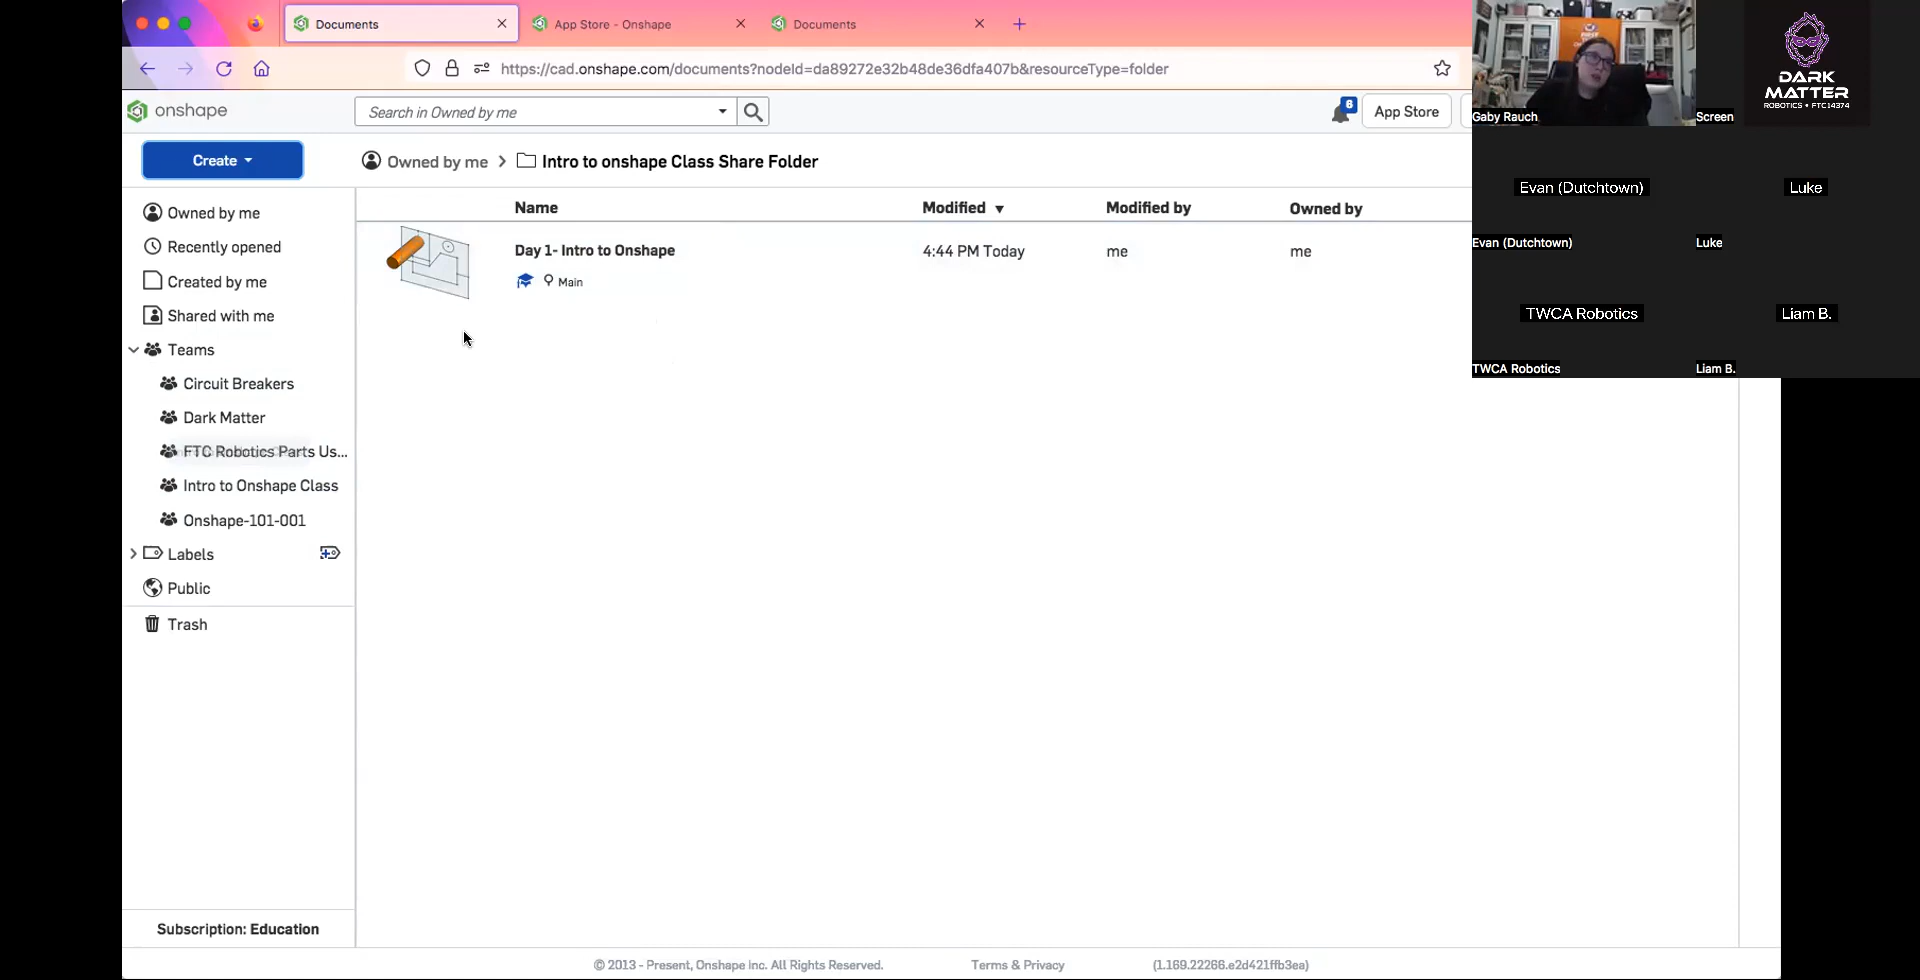 Documents
App Store - Onshape
Documents
https://cad.onshape.com/documents?nodeId=da89272e32b48de36dfa407b&resourceType=folder
onshape
Search in Owned by me
6
App Store
Create
Owned by me
Intro to onshape Class Share Folder
Name
Modified
Modified by
Owned by
Day 1- Intro to Onshape
4:44 PM Today
me
me
Main
Owned by me
Recently opened
Created by me
Shared with me
Teams
Circuit Breakers
Dark Matter
FTC Robotics Parts Us...
Intro to Onshape Class
Onshape-101-001
Labels
Public
Trash
Subscription: Education
© 2013 - Present, Onshape Inc. All Rights Reserved.
Terms & Privacy
(1.169.22266.e2d421ffb3ea)
Gaby Rauch
Screen
DARK
MATTER
ROBOTICS • FTC14374
Evan (Dutchtown)
Luke
Evan (Dutchtown)
Luke
TWCA Robotics
Liam B.
TWCA Robotics
Liam B.